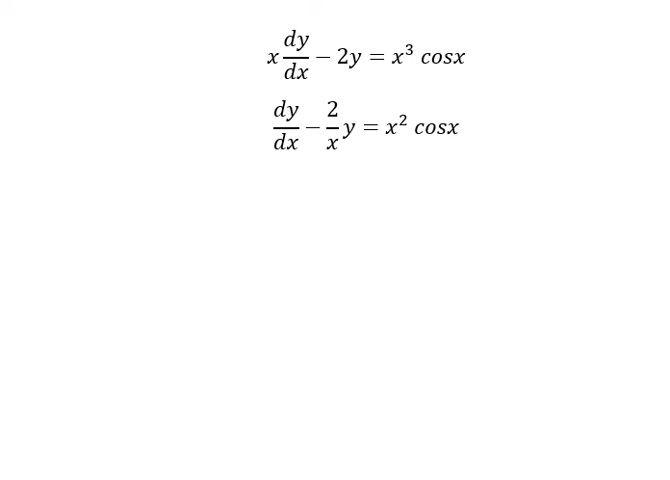 x dy/dx − 2y = x³ cosx
dy/dx − 2/x y = x² cosx